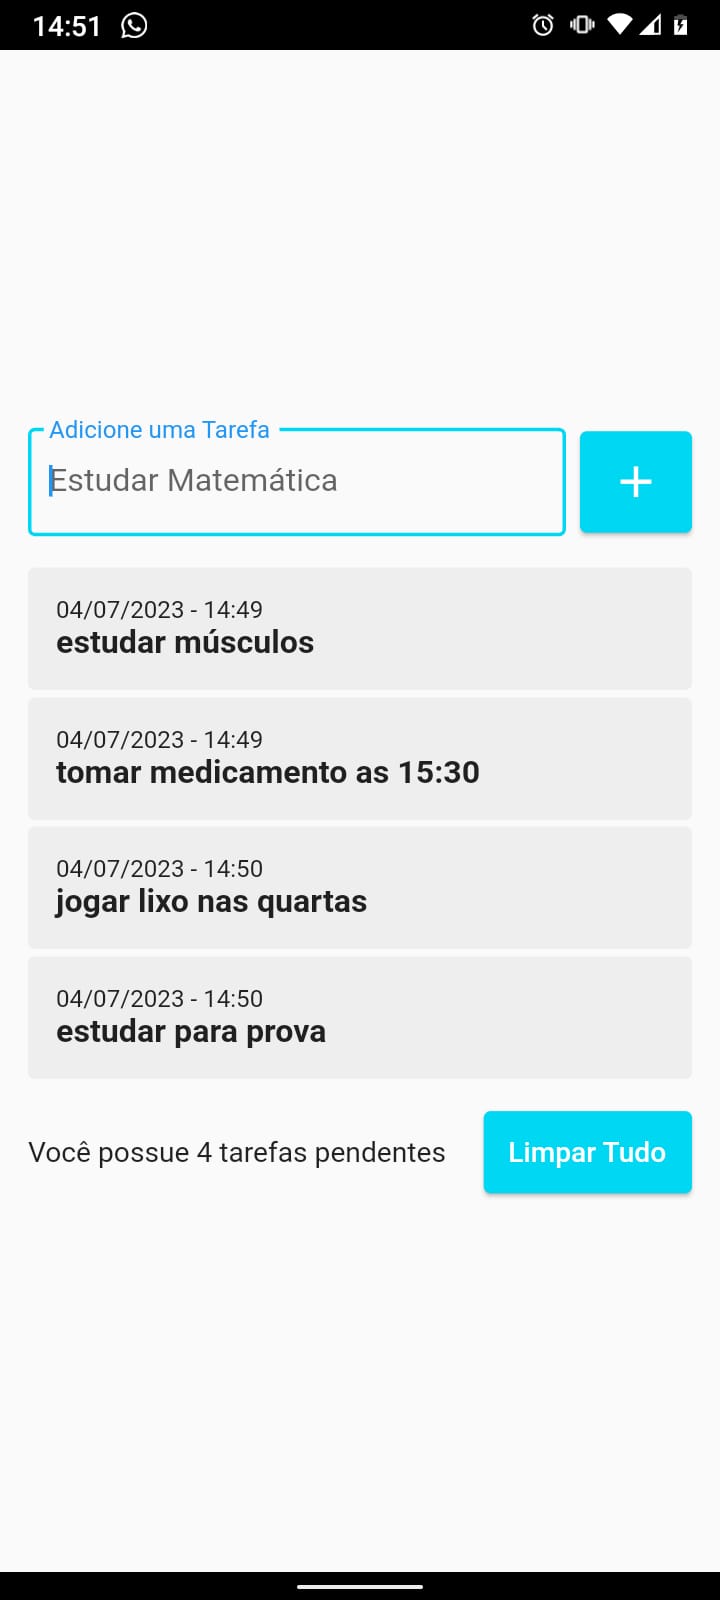 14:51
Adicione uma Tarefa
Estudar Matemática
+
04/07/2023 - 14:49
estudar músculos
04/07/2023 - 14:49
tomar medicamento as 15:30
04/07/2023 - 14:50
jogar lixo nas quartas
04/07/2023 - 14:50
estudar para prova
Você possue 4 tarefas pendentes
Limpar Tudo